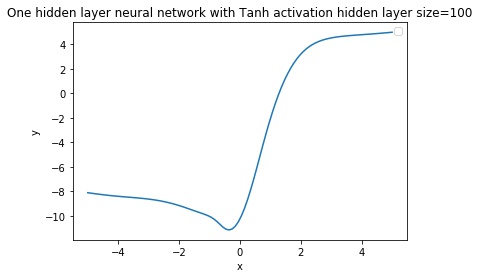 One hidden layer neural network with Tanh activation hidden layer size=100
4
2
0
−2
−4
−6
−8
−10
y
−4 −2 0 2 4
x